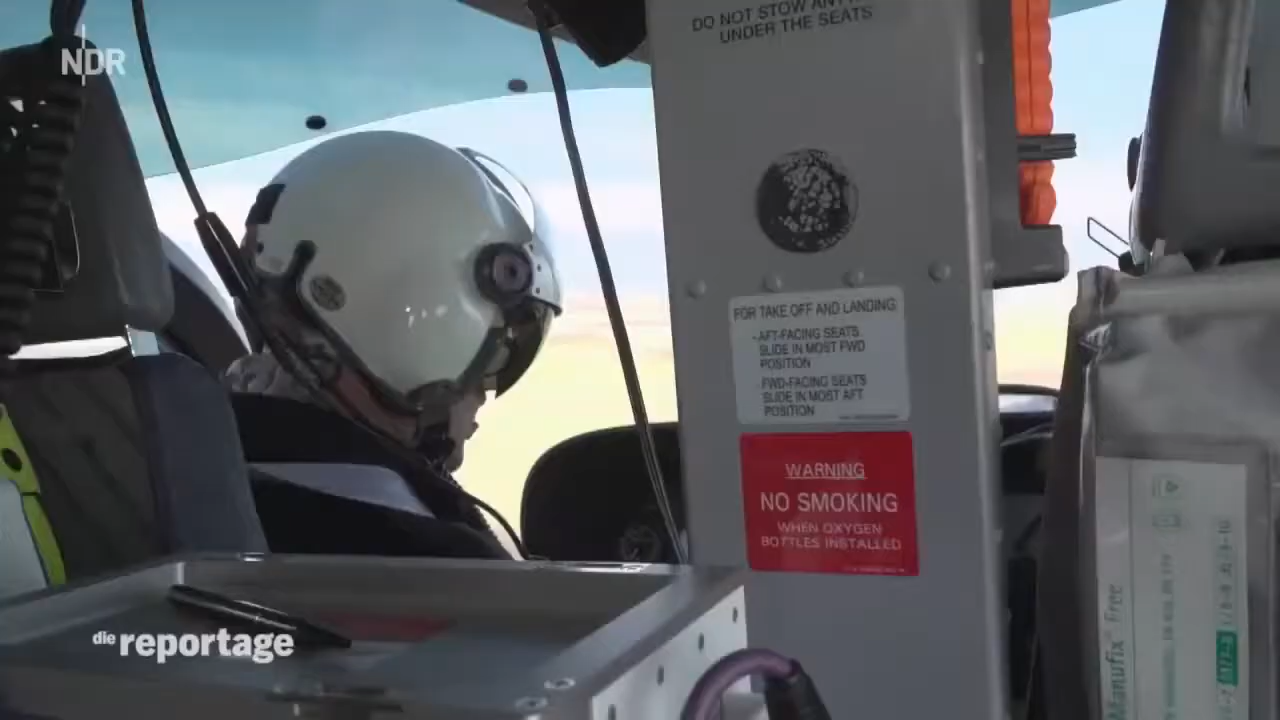 DO NOT STOW
UNDER THE SEATS
NDR
FOR TAKE OFF AND LANDING
-AFT-FACING SEATS
SLIDE IN MOST FWD
POSITION
-FWD-FACING SEATS
SLIDE IN MOST AFT
POSITION
WARNING
NO SMOKING
WHEN OXYGEN
BOTTLES INSTALLED
die reportage
Manufix™ Free